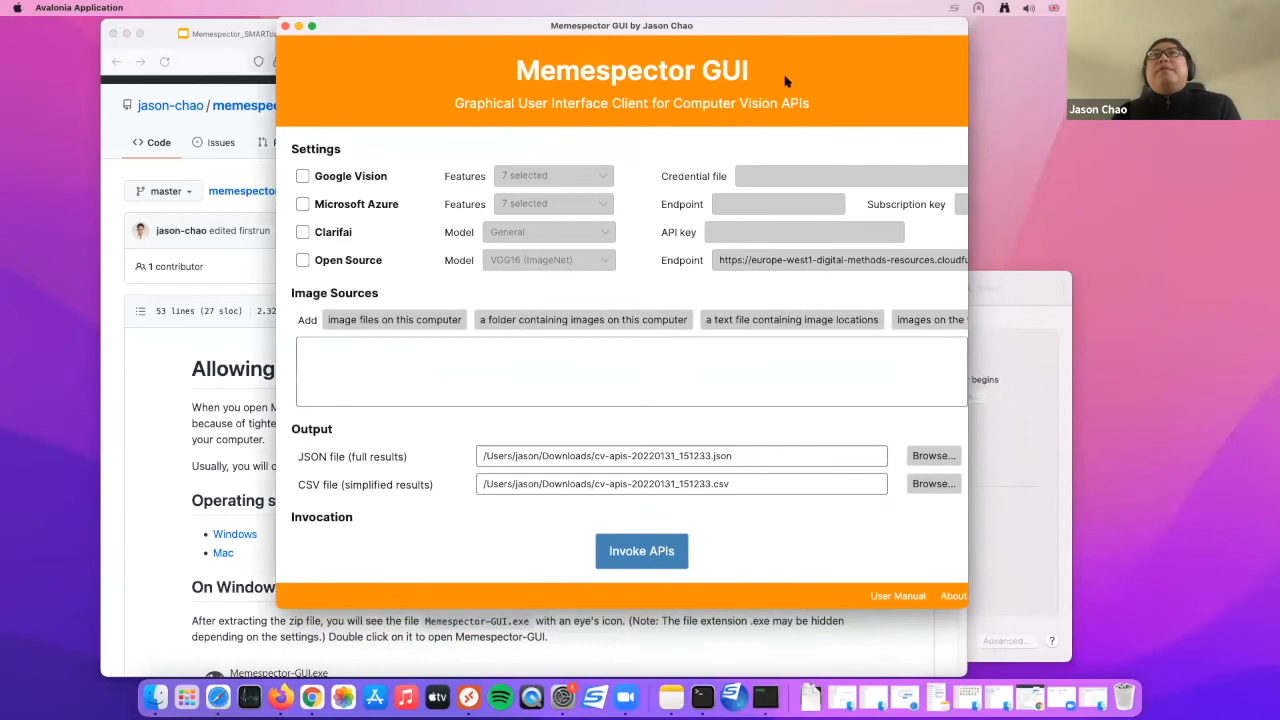 Avalonia Application
Memespector_SMARTda
Memespector GUI by Jason Chao
Memespector GUI
Graphical User Interface Client for Computer Vision APIs
Jason Chao
jason-chao / memespec
Code
Issues
master
memespector
jason-chao edited firstrun
1 contributor
53 lines (27 sloc)
2.32
Allowing
When you open M
because of tighte
your computer.
Usually, you will o
Operating s
Windows
Mac
On Window
After extracting the zip file, you will see the file Memespector-GUI.exe with an eye's icon. (Note: The file extension .exe may be hidden
depending on the settings.) Double click on it to open Memespector-GUI.
Memespector-GUI.exe
Settings
Google Vision Features 7 selected Credential file
Microsoft Azure Features 7 selected Endpoint Subscription key
Clarifai Model General API key
Open Source Model VGG16 (ImageNet) Endpoint https://europe-west1-digital-methods-resources.cloudfu
Image Sources
Add image files on this computer a folder containing images on this computer a text file containing image locations images on the
Output
JSON file (full results) /Users/jason/Downloads/cv-apis-20220131_151233.json Browse...
CSV file (simplified results) /Users/jason/Downloads/cv-apis-20220131_151233.csv Browse...
Invocation
Invoke APIs
User Manual About
begins
Advanced... ?
tv